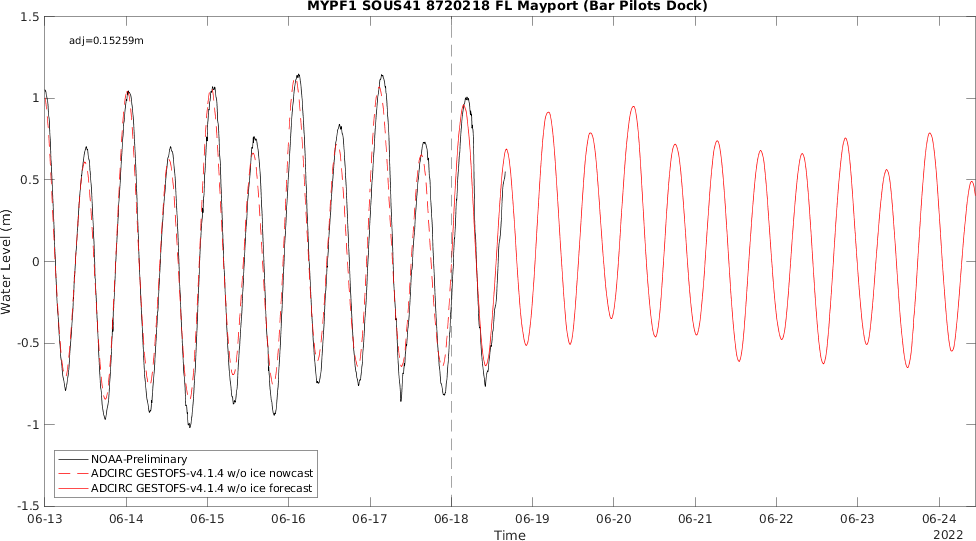 MYPF1 SOUS41 8720218 FL Mayport (Bar Pilots Dock)
adj=0.15259m
1.5
1
0.5
0
-0.5
-1
-1.5
Water Level (m)
NOAA-Preliminary
ADCIRC GESTOFS-v4.1.4 w/o ice nowcast
ADCIRC GESTOFS-v4.1.4 w/o ice forecast
06-13 06-14 06-15 06-16 06-17 06-18 06-19 06-20 06-21 06-22 06-23 06-24
Time
2022